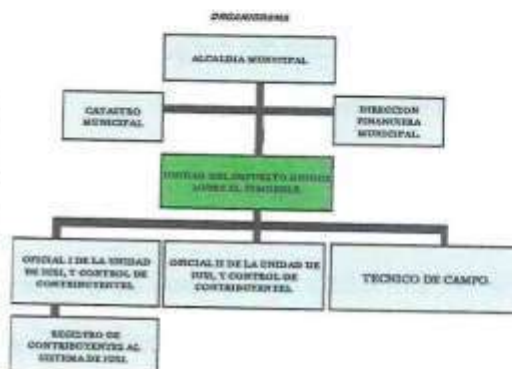 ORGANIGRAMA
ALCALDIA MUNICIPAL
CATASTRO
MUNICIPAL
DIRECCION
FINANCIERA
MUNICIPAL
UNIDAD DEL IMPUESTO UNICO
SOBRE EL INMUEBLE
OFICIAL I DE LA UNIDAD
DE IUSI, Y CONTROL DE
CONTRIBUYENTES.
OFICIAL II DE LA UNIDAD DE
IUSI, Y CONTROL DE
CONTRIBUYENTES.
TECNICO DE CAMPO.
REGISTRO DE
CONTRIBUYENTES AL
SISTEMA DE IUSI.